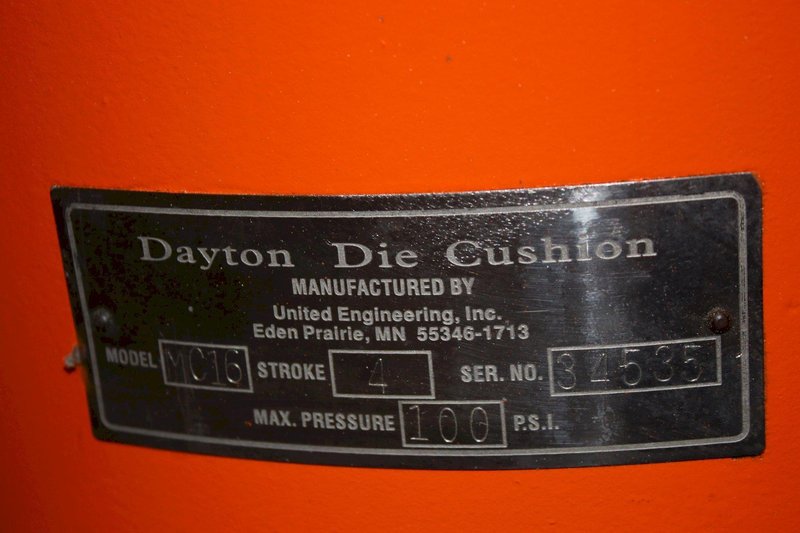 Dayton Die Cushion
MANUFACTURED BY
United Engineering, Inc.
Eden Prairie, MN 55346-1713
MODEL MC16 STROKE 4 SER. NO. 34535
MAX. PRESSURE 100 P.S.I.